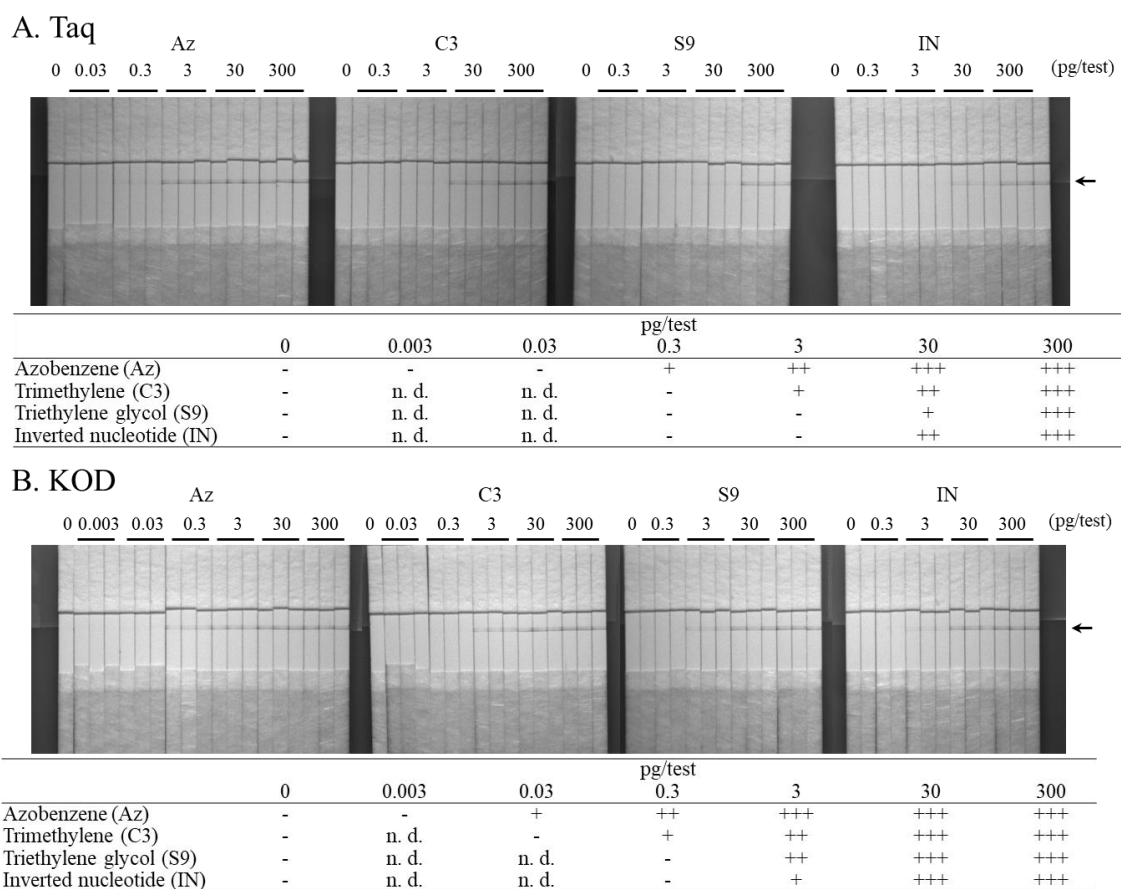 A. Taq
Az C3 S9 IN
0 0.03 0.3 3 30 300 0 0.3 3 30 300 0 0.3 3 30 300 0 0.3 3 30 300 (pg/test)
pg/test
0 0.003 0.03 0.3 3 30 300
Azobenzene (Az) - - - + ++ +++ +++
Trimethylene (C3) - n. d. n. d. - + ++ +++
Triethylene glycol (S9) - n. d. n. d. - - + +++
Inverted nucleotide (IN) - n. d. n. d. - - ++ +++
B. KOD
Az C3 S9 IN
0 0.003 0.03 0.3 3 30 300 0 0.03 0.3 3 30 300 0 0.3 3 30 300 0 0.3 3 30 300 (pg/test)
pg/test
0 0.003 0.03 0.3 3 30 300
Azobenzene (Az) - - + ++ +++ +++ +++
Trimethylene (C3) - n. d. - + ++ +++ +++
Triethylene glycol (S9) - n. d. n. d. - ++ +++ +++
Inverted nucleotide (IN) - n. d. n. d. - + +++ +++